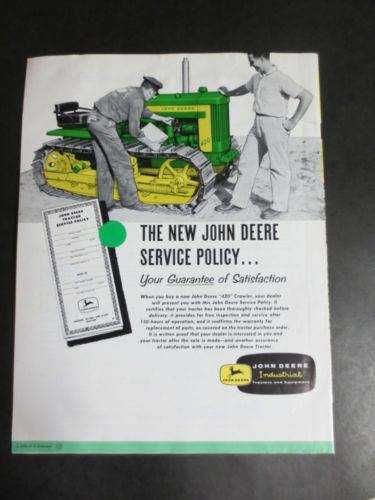 JOHN DEERE
420
JOHN DEERE
TRACTOR
SERVICE POLICY
THE NEW JOHN DEERE
SERVICE POLICY...
Your Guarantee of Satisfaction
When you buy a new John Deere "420" Crawler, your dealer
will present you with this John Deere Service Policy. It
certifies that your tractor has been thoroughly checked before
delivery; it provides for free inspection and service after
150 hours of operation, and it reaffirms the warranty for
replacement of parts, as covered on the tractor purchase order.
It is written proof that your dealer is interested in you and
your tractor after the sale is made—and another assurance
of satisfaction with your new John Deere Tractor.
JOHN DEERE
Industrial
Tractors and Equipment
JOHN DEERE